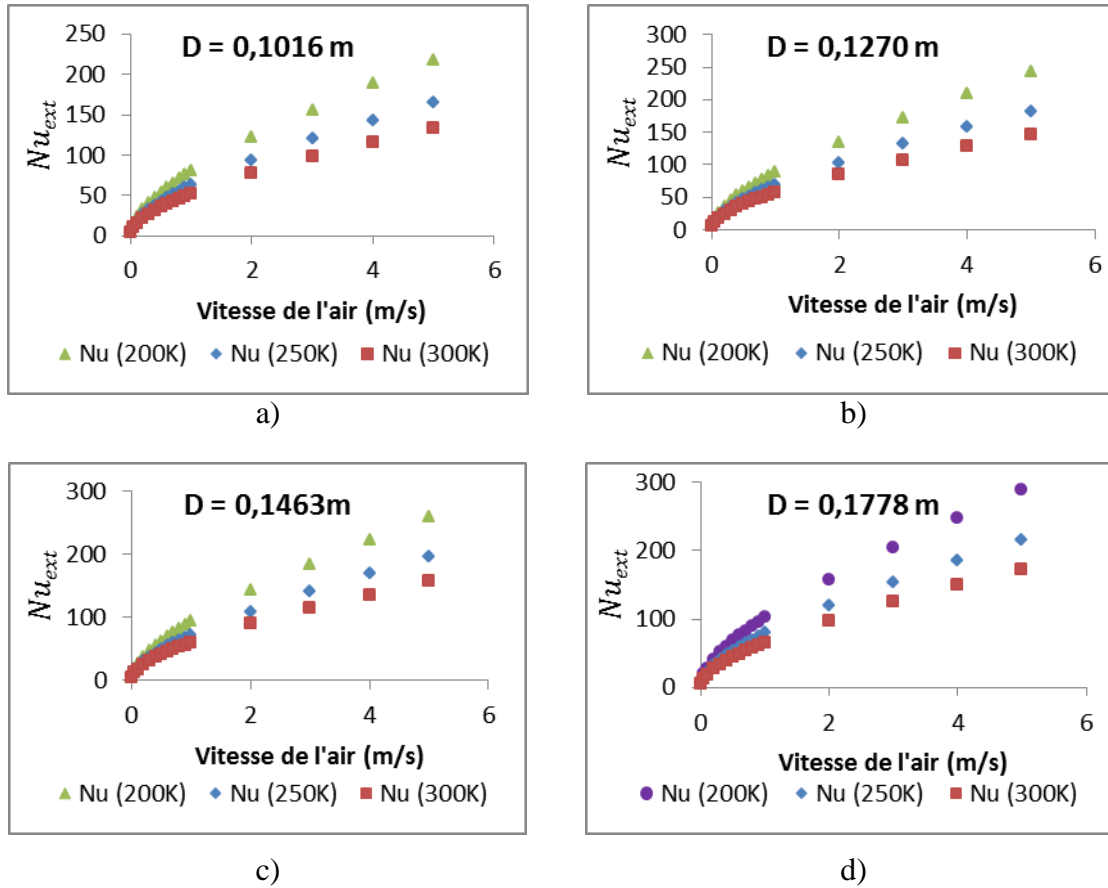 D = 0,1016 m
Nu_ext
250
200
150
100
50
0
0 2 4 6
Vitesse de l'air (m/s)
Nu (200K) Nu (250K) Nu (300K)
a)
D = 0,1270 m
Nu_ext
300
250
200
150
100
50
0
0 2 4 6
Vitesse de l'air (m/s)
Nu (200K) Nu (250K) Nu (300K)
b)
D = 0,1463m
Nu_ext
300
200
100
0
0 2 4 6
Vitesse de l'air (m/s)
Nu (200K) Nu (250K) Nu (300K)
c)
D = 0,1778 m
Nu_ext
300
200
100
0
0 2 4 6
Vitesse de l'air (m/s)
Nu (200K) Nu (250K) Nu (300K)
d)